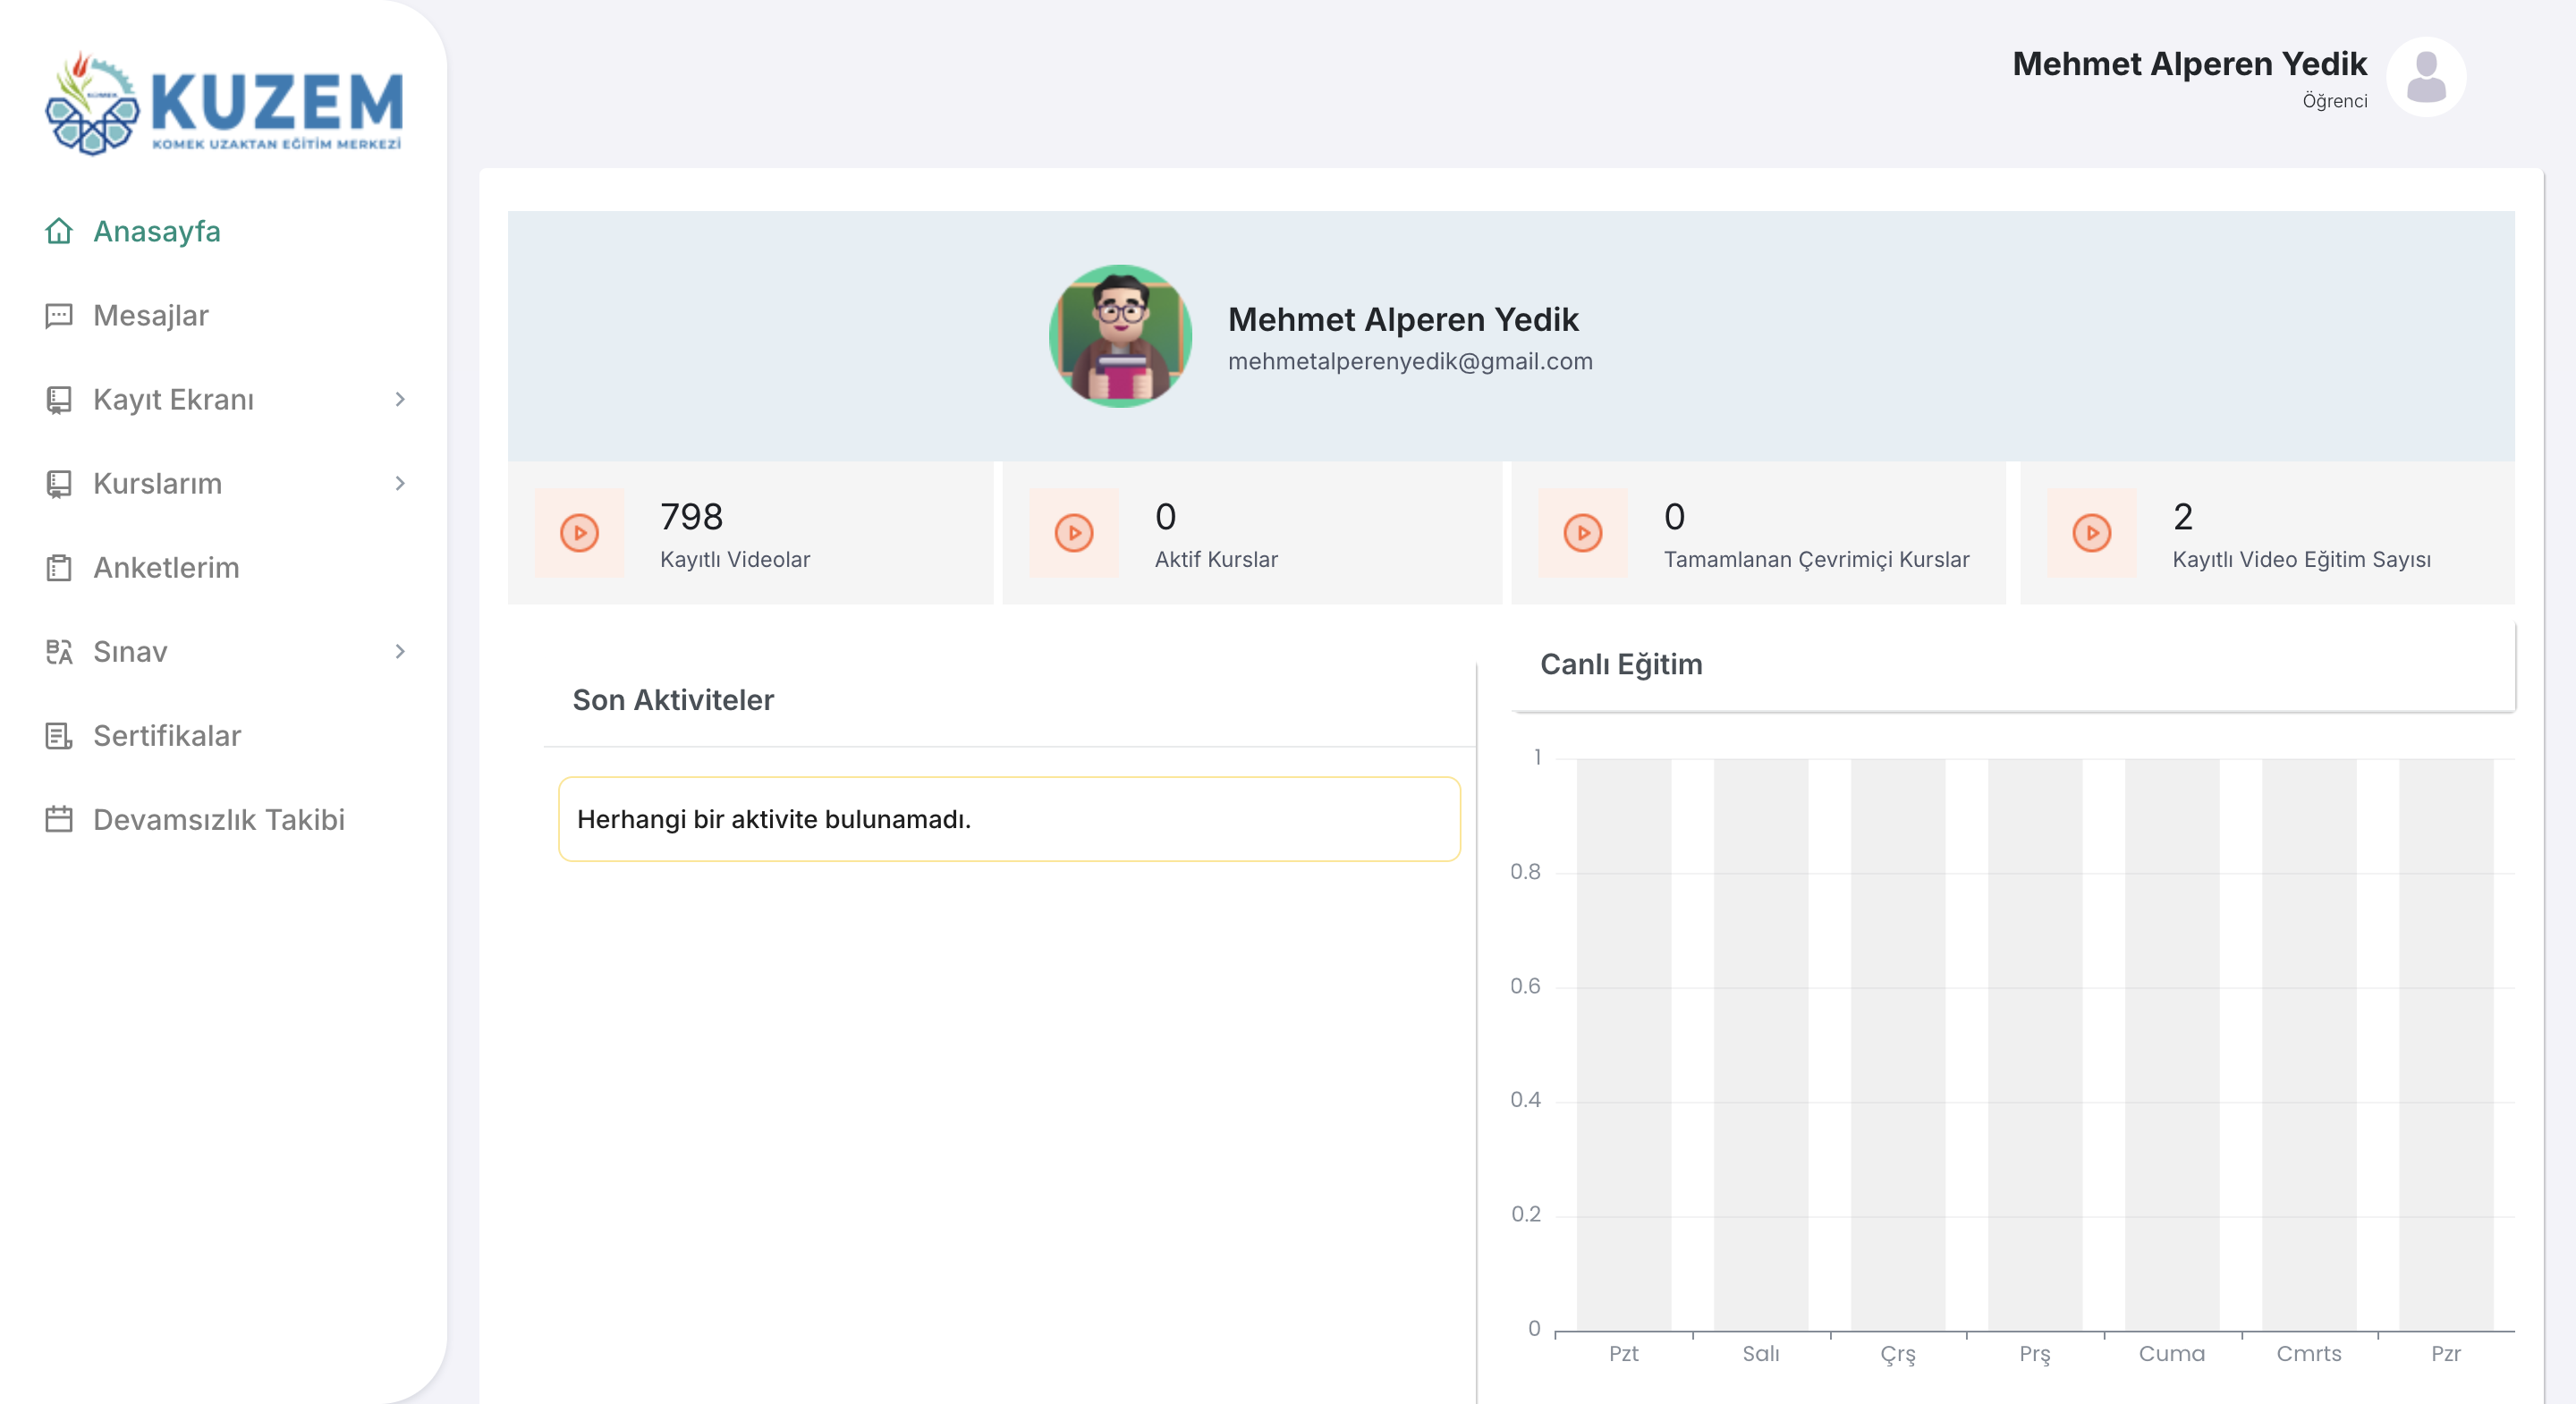 KUZEM
KOMEK UZAKTAN EĞİTİM MERKEZİ
Anasayfa
Mesajlar
Kayıt Ekranı
Kurslarım
Anketlerim
Sınav
Sertifikalar
Devamsızlık Takibi
Mehmet Alperen Yedik
Öğrenci
Mehmet Alperen Yedik
mehmetalperenyedik@gmail.com
798
Kayıtlı Videolar
0
Aktif Kurslar
0
Tamamlanan Çevrimiçi Kurslar
2
Kayıtlı Video Eğitim Sayısı
Son Aktiviteler
Herhangi bir aktivite bulunamadı.
Canlı Eğitim
1
0.8
0.6
0.4
0.2
0
Pzt Salı Çrş Prş Cuma Cmrts Pzr